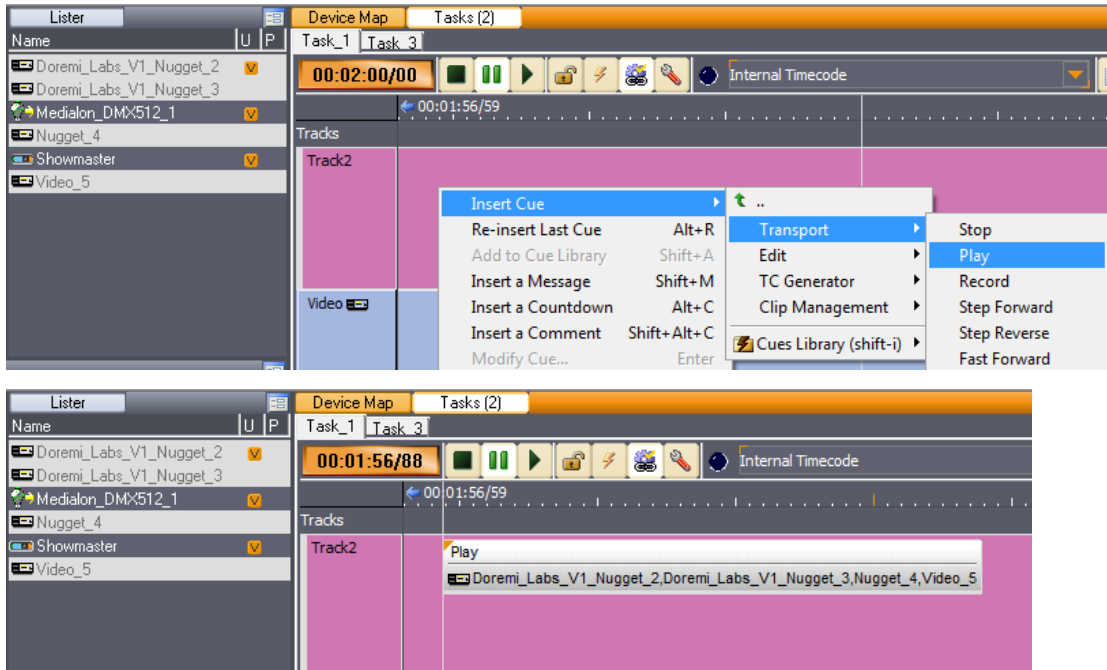 Lister Device Map Tasks (2)
Name U P Task_1 Task_3
Doremi_Labs_V1_Nugget_2 V
Doremi_Labs_V1_Nugget_3
Medialon_DMX512_1 V
Nugget_4
Showmaster V
Video_5
00:02:00/00 Internal Timecode
00:01:56/59
Tracks
Track2
Video
Insert Cue
Re-insert Last Cue Alt+R
Add to Cue Library Shift+A
Insert a Message Shift+M
Insert a Countdown Alt+C
Insert a Comment Shift+Alt+C
Modify Cue... Enter
..
Transport
Edit
TC Generator
Clip Management
Cues Library (shift-i)
Stop
Play
Record
Step Forward
Step Reverse
Fast Forward
Lister Device Map Tasks (2)
Name U P Task_1 Task_3
Doremi_Labs_V1_Nugget_2 V
Doremi_Labs_V1_Nugget_3
Medialon_DMX512_1 V
Nugget_4
Showmaster V
Video_5
00:01:56/88 Internal Timecode
00:01:56/59
Tracks
Track2
Play
Doremi_Labs_V1_Nugget_2,Doremi_Labs_V1_Nugget_3,Nugget_4,Video_5